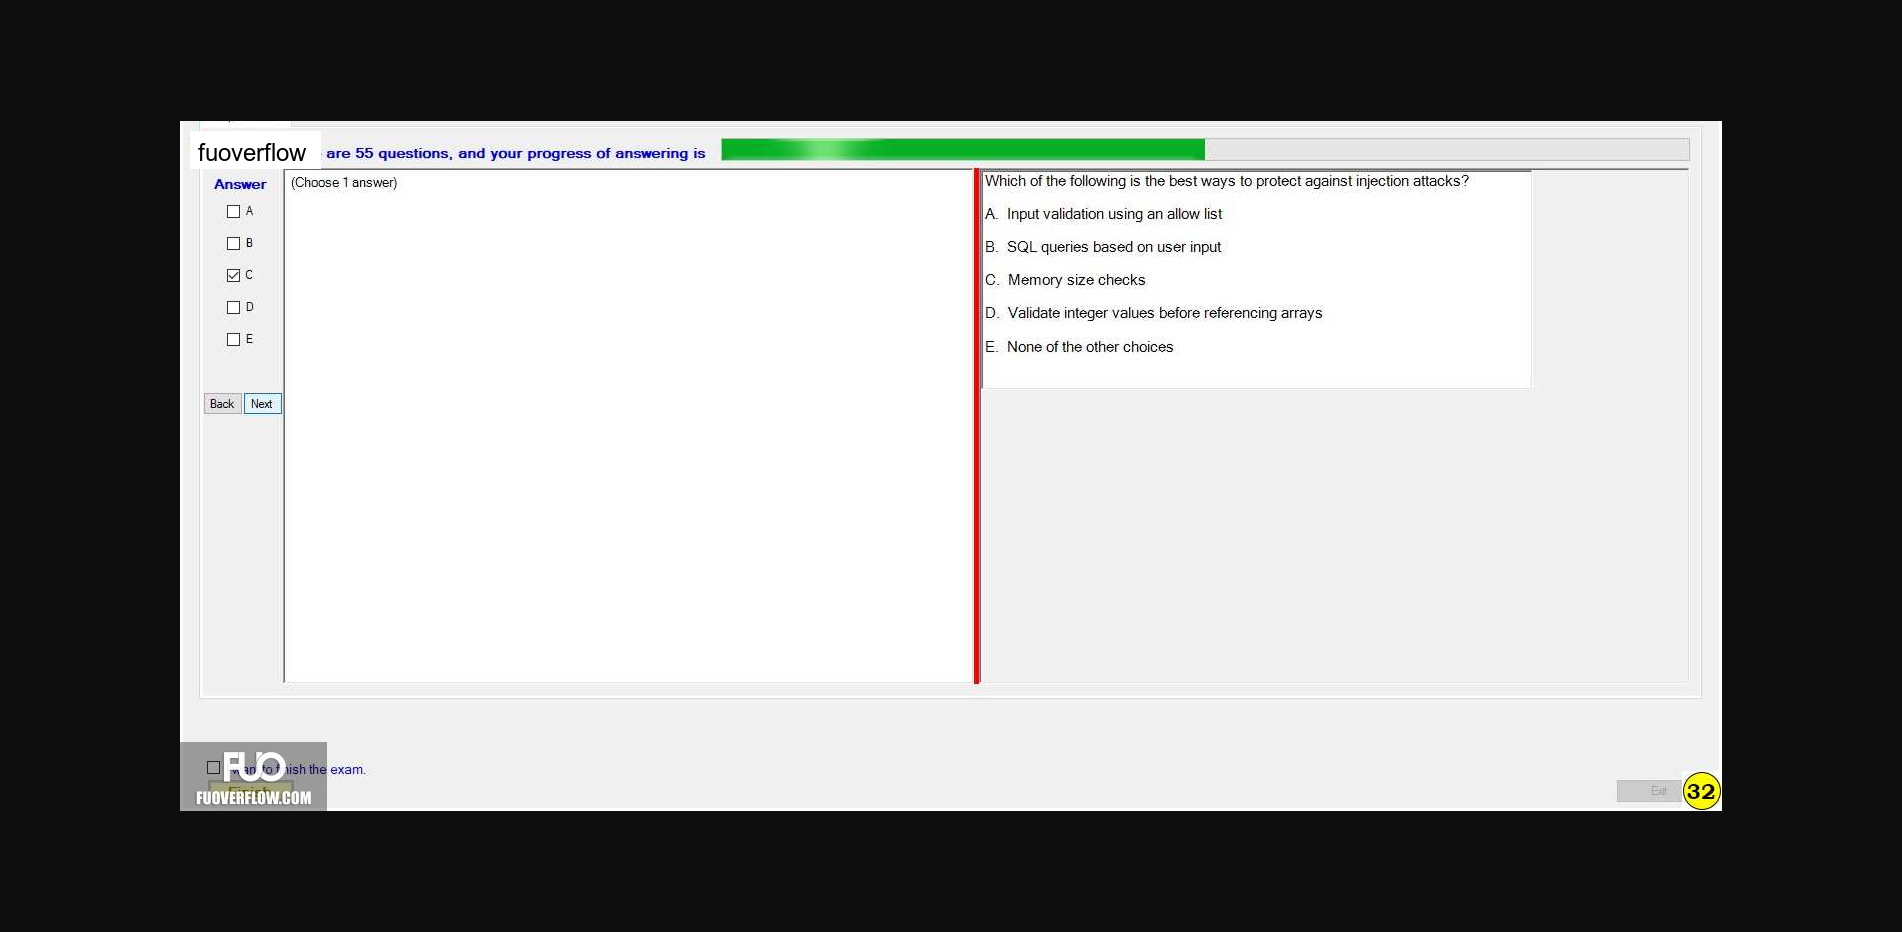 fuoverflow are 55 questions, and your progress of answering is
Answer
(Choose 1 answer)
A
B
C
D
E
Back Next
Which of the following is the best ways to protect against injection attacks?
A. Input validation using an allow list
B. SQL queries based on user input
C. Memory size checks
D. Validate integer values before referencing arrays
E. None of the other choices
want to finish the exam.
Finish
FUO
FUOVERFLOW.COM
Exit
32